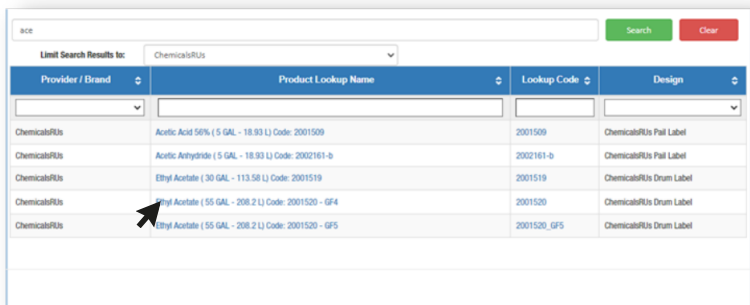 ace
Search Clear
Limit Search Results to: ChemicalsRUs
Provider / Brand Product Lookup Name Lookup Code Design
ChemicalsRUs Acetic Acid 56% ( 5 GAL - 18.93 L) Code: 2001509 2001509 ChemicalsRUs Pail Label
ChemicalsRUs Acetic Anhydride ( 5 GAL - 18.93 L) Code: 2002161-b 2002161-b ChemicalsRUs Pail Label
ChemicalsRUs Ethyl Acetate ( 30 GAL - 113.58 L) Code: 2001519 2001519 ChemicalsRUs Drum Label
ChemicalsRUs Ethyl Acetate ( 55 GAL - 208.2 L) Code: 2001520 - GF4 2001520 ChemicalsRUs Drum Label
ChemicalsRUs Ethyl Acetate ( 55 GAL - 208.2 L) Code: 2001520 - GF5 2001520_GF5 ChemicalsRUs Drum Label